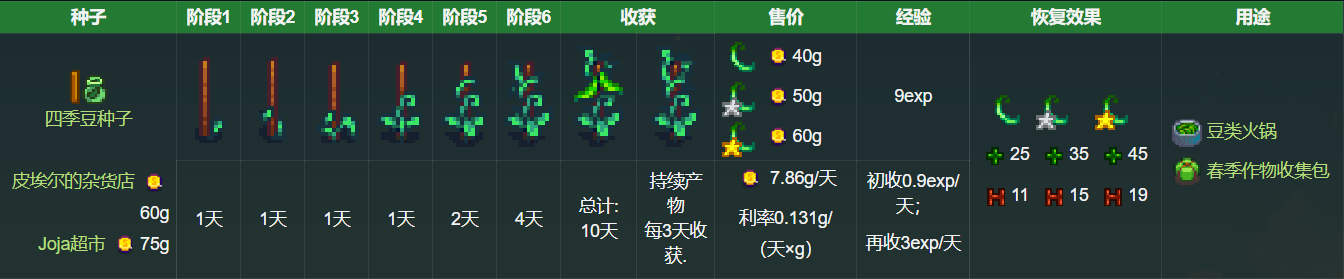 种子 阶段1 阶段2 阶段3 阶段4 阶段5 阶段6 收获 售价 经验 恢复效果 用途
四季豆种子
40g
50g
60g
9exp
25 35 45
11 15 19
豆类火锅
春季作物收集包
皮埃尔的杂货店
60g
Joja超市 75g
1天 1天 1天 1天 2天 4天
总计:
10天
持续产
物
每3天收
获.
7.86g/天
利率0.131g/
(天×g)
初收0.9exp/
天;
再收3exp/天